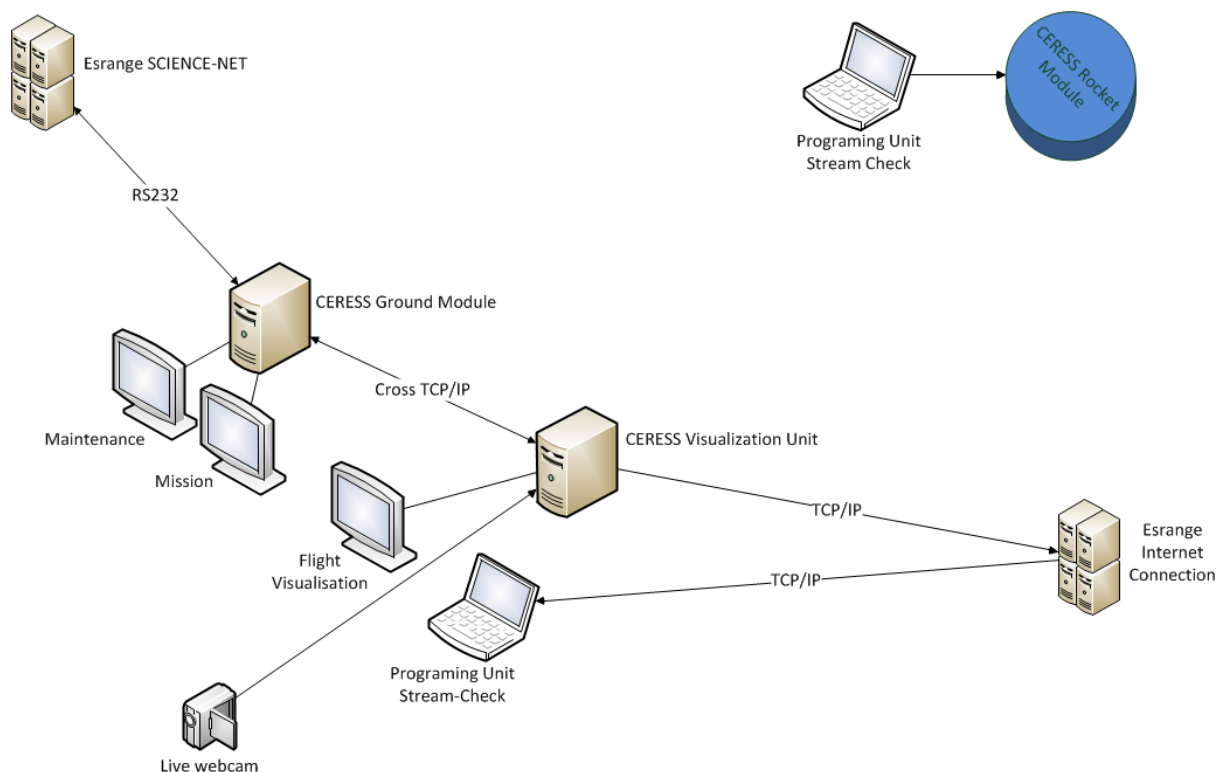 Esrange SCIENCE-NET
CERESS Rocket
Module
Programing Unit
Stream Check
RS232
CERESS Ground Module
Cross TCP/IP
Maintenance
Mission
CERESS Visualization Unit
TCP/IP
Flight
Visualisation
Esrange
Internet
Connection
TCP/IP
Programing Unit
Stream-Check
Live webcam